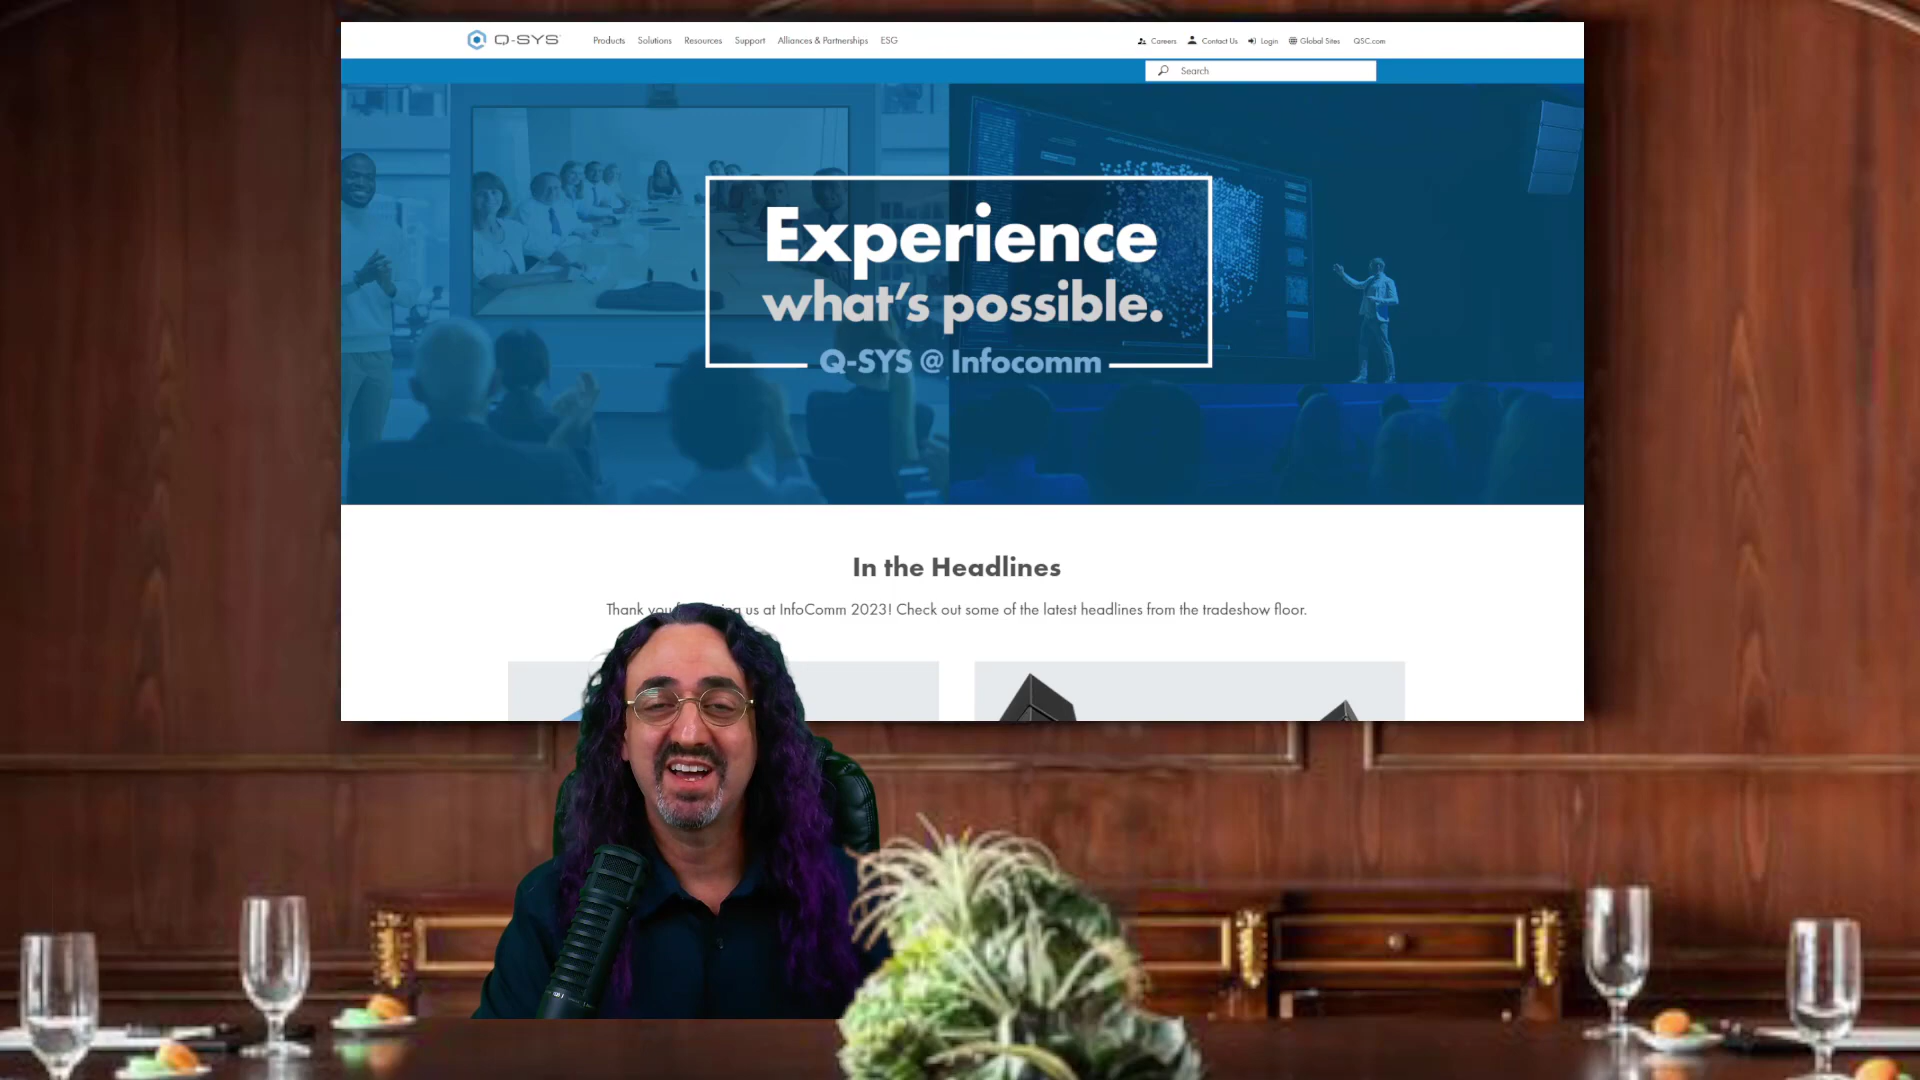 Q-SYS
Products Solutions Resources Support Alliances & Partnerships ESG
Careers Contact Us Login Global Sites QSC.com
Search
Experience
what's possible.
Q-SYS @ Infocomm
In the Headlines
Thank you us at InfoComm 2023! Check out some of the latest headlines from the tradeshow floor.